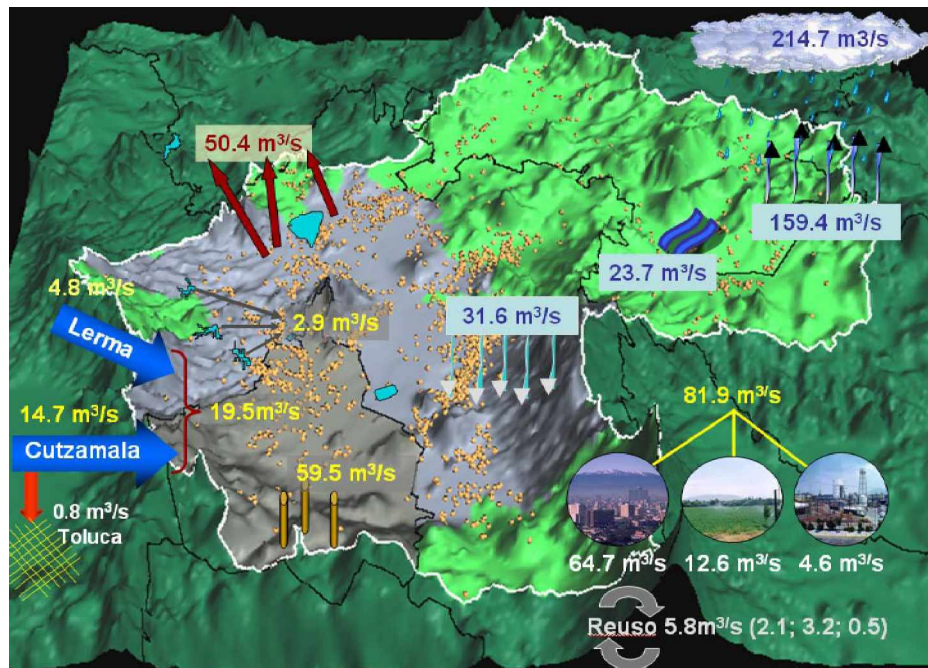 214.7 m3/s
50.4 m³/s
159.4 m³/s
23.7 m³/s
4.8 m³/s
Lerma
2.9 m³/s
31.6 m³/s
14.7 m³/s
19.5m³/s
Cutzamala
81.9 m³/s
59.5 m³/s
0.8 m³/s
Toluca
64.7 m³/s
12.6 m³/s
4.6 m³/s
Reuso 5.8m³/s (2.1; 3.2; 0.5)